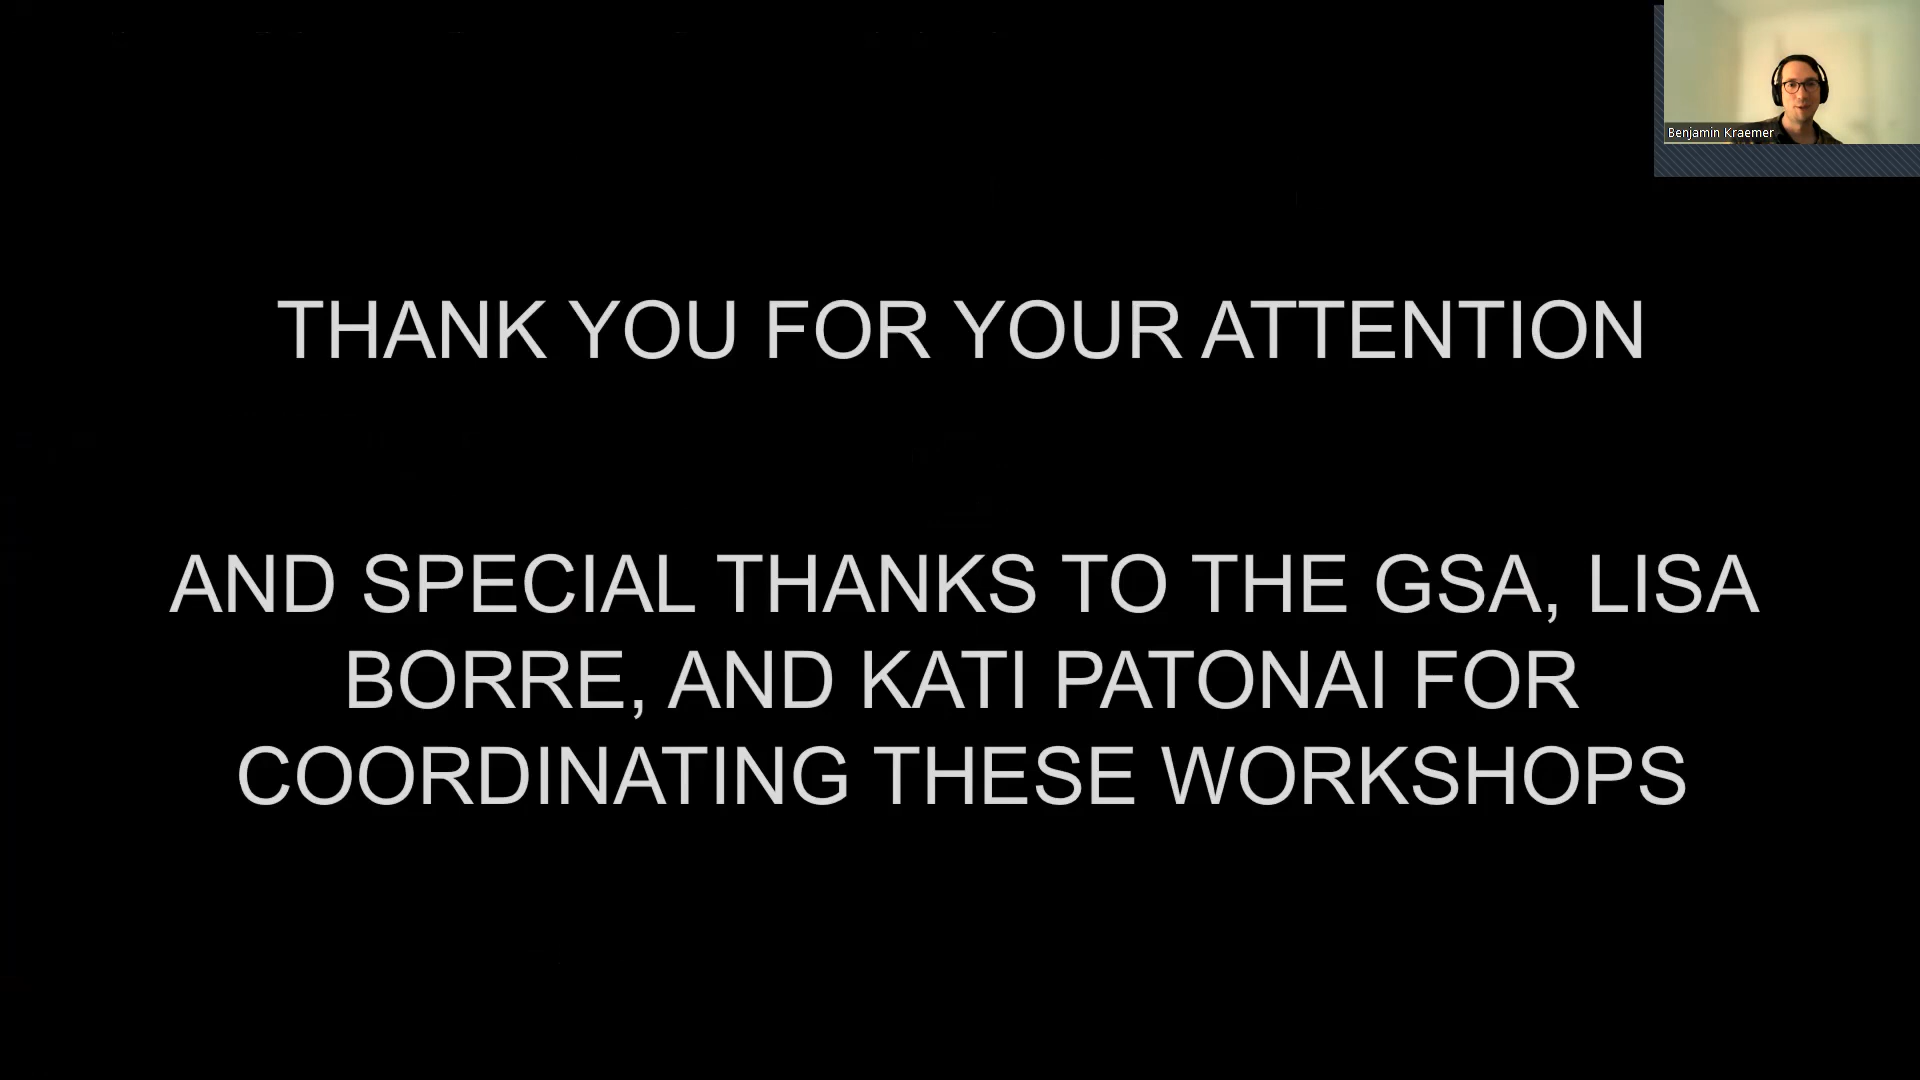 Benjamin Kraemer
THANK YOU FOR YOUR ATTENTION
AND SPECIAL THANKS TO THE GSA, LISA
BORRE, AND KATI PATONAI FOR
COORDINATING THESE WORKSHOPS